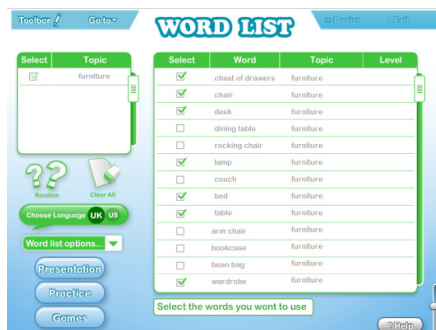 Toolbar Go to
WORD LIST
Resize Exit
Select Topic
furniture
Select Word Topic Level
chest of drawers furniture
chair furniture
desk furniture
dining table furniture
rocking chair furniture
lamp furniture
couch furniture
bed furniture
table furniture
arm chair furniture
bookcase furniture
bean bag furniture
wardrobe furniture
Random Clear All
Choose Language UK US
Word list options...
Presentation
Practice
Games
Select the words you want to use
? Help